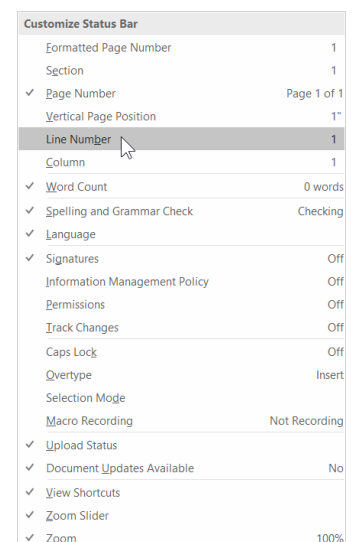 Customize Status Bar
Formatted Page Number 1
Section 1
✓ Page Number Page 1 of 1
Vertical Page Position 1"
Line Number 1
Column 1
✓ Word Count 0 words
✓ Spelling and Grammar Check Checking
✓ Language
✓ Signatures Off
Information Management Policy Off
Permissions Off
Track Changes Off
Caps Lock Off
Overtype Insert
Selection Mode
Macro Recording Not Recording
✓ Upload Status
✓ Document Updates Available No
✓ View Shortcuts
✓ Zoom Slider
✓ Zoom 100%